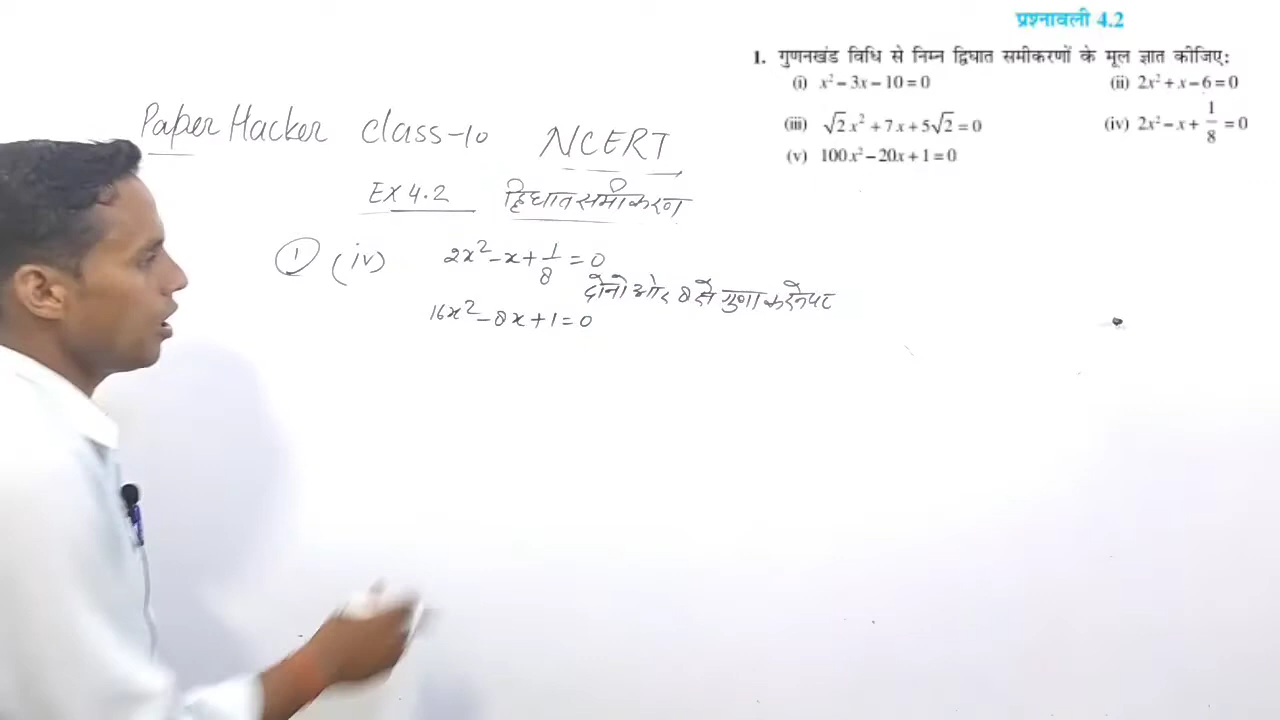 प्रश्नावली 4.2
1. गुणनखंड विधि से निम्न द्विघात समीकरणों के मूल ज्ञात कीजिए:
(i) x² – 3x – 10 = 0 (ii) 2x² + x – 6 = 0
(iii) √2 x² + 7x + 5√2 = 0 (iv) 2x² – x + 1/8 = 0
(v) 100x² – 20x + 1 = 0
Paper Hacker class-10 NCERT
EX 4.2 द्विघात समीकरण
① (iv) 2x² – x + 1/8 = 0
दोनो ओर 8 से गुणा करने पर
16x² – 8x + 1 = 0